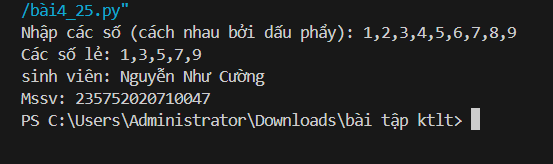 /bài4_25.py"
Nhập các số (cách nhau bởi dấu phẩy): 1,2,3,4,5,6,7,8,9
Các số lẻ: 1,3,5,7,9
sinh viên: Nguyễn Như Cường
Mssv: 235752020710047
PS C:\Users\Administrator\Downloads\bài tập ktlt>